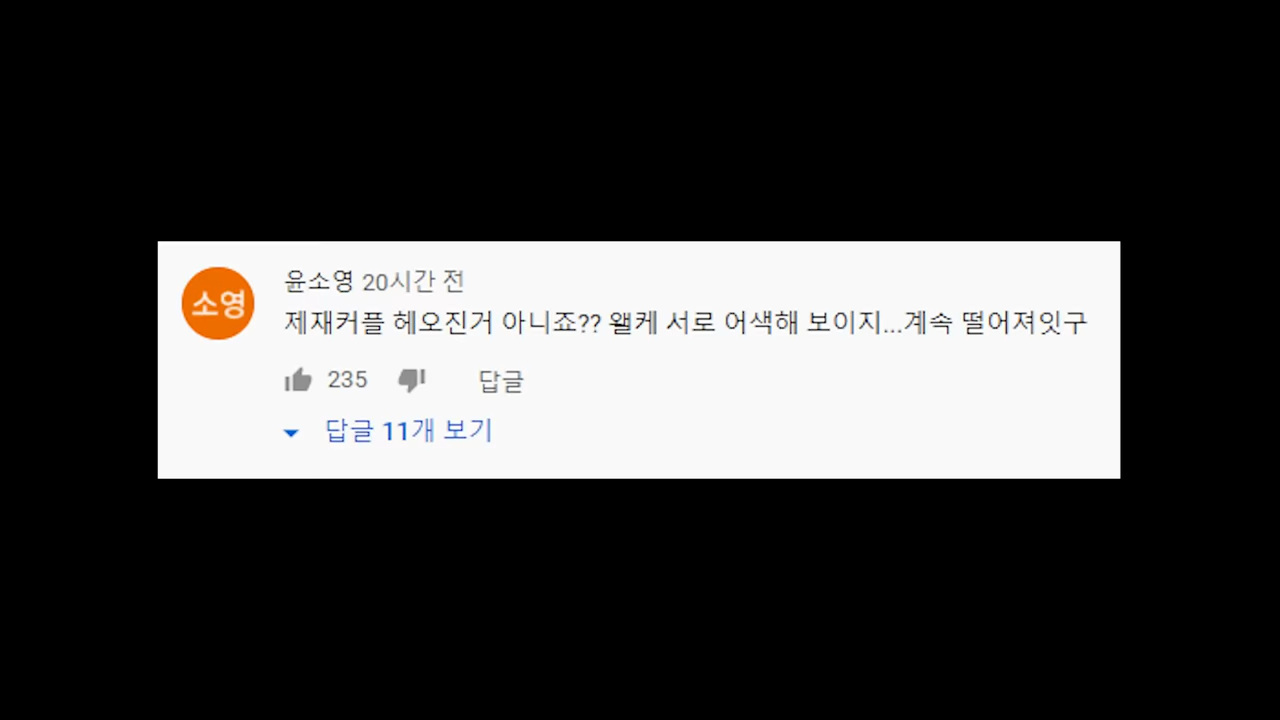 소영
윤소영 20시간 전
제재커플 헤오진거 아니죠?? 왤케 서로 어색해 보이지...계속 떨어져잇구
235 답글
답글 11개 보기